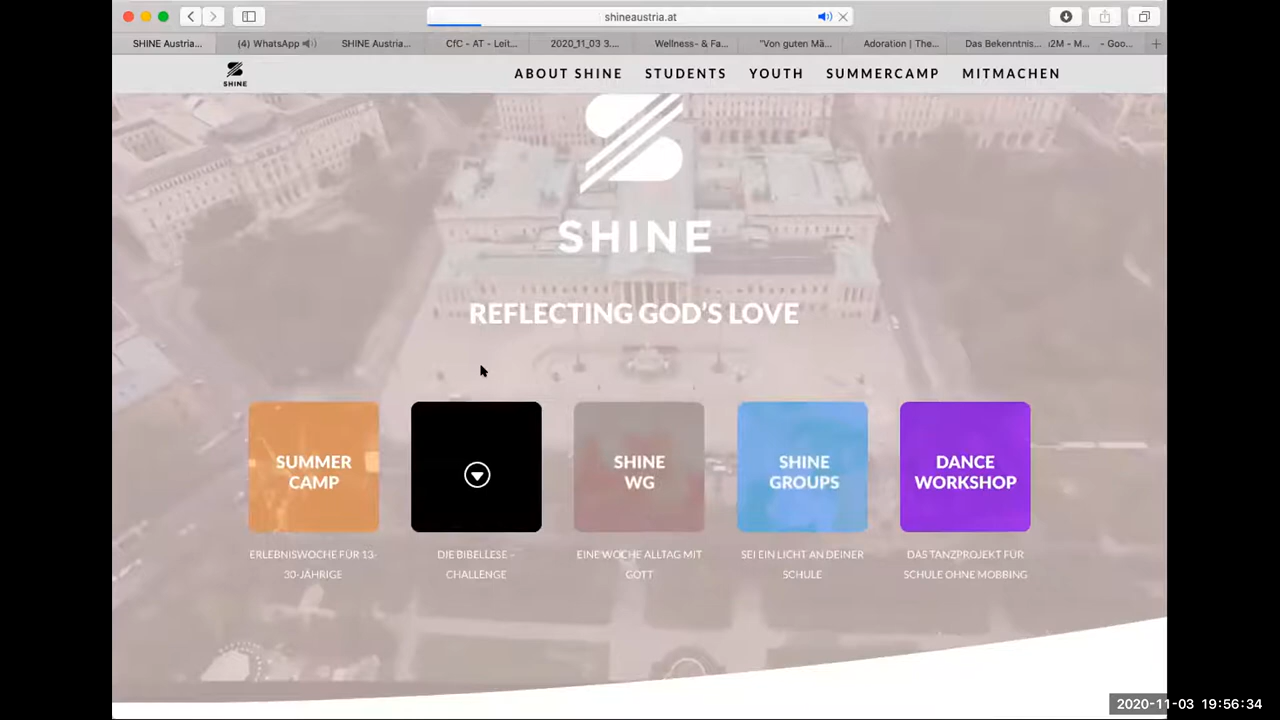 shineaustria.at
SHINE Austria...
(4) WhatsApp
SHINE Austria...
CfC - AT - Leit...
2020_11_03 3....
Wellness- & Fa...
"Von guten Mä...
Adoration | The...
Das Bekenntnis...
i2M - M...
- Goo...
SHINE
ABOUT SHINE
STUDENTS
YOUTH
SUMMERCAMP
MITMACHEN
SHINE
REFLECTING GOD'S LOVE
SUMMER
CAMP
SHINE
WG
SHINE
GROUPS
DANCE
WORKSHOP
ERLEBNISWOCHE FÜR 13-
30-JÄHRIGE
DIE BIBELLESE –
CHALLENGE
EINE WOCHE ALLTAG MIT
GOTT
SEI EIN LICHT AN DEINER
SCHULE
DAS TANZPROJEKT FÜR
SCHULE OHNE MOBBING
2020-11-03 19:56:34